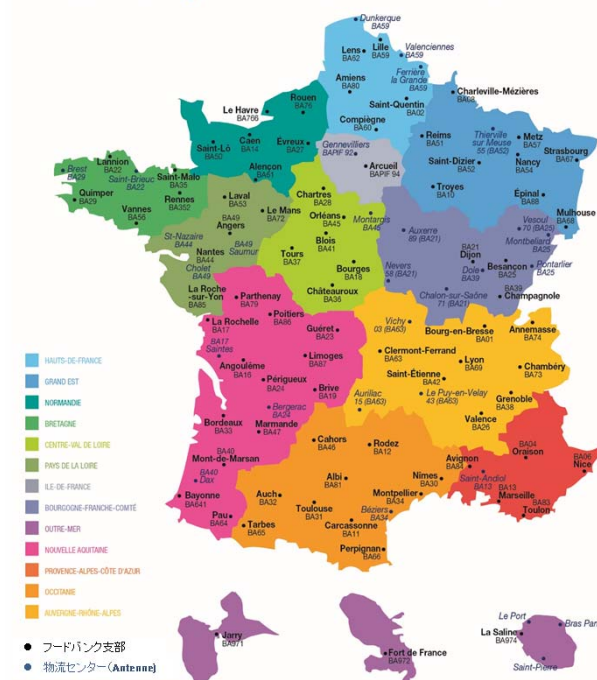 Dunkerque
BA59
Lens
BA62
Lille
BA59
Valenciennes
BA59
Ferrière
la Grande
BA59
Amiens
BA80
Saint-Quentin
BA02
Charleville-Mézières
BA08
Rouen
BA76
Le Havre
BA766
Compiègne
BA60
Caen
BA14
Saint-Lô
BA50
Évreux
BA27
Gennevilliers
BAPIF 92
Arcueil
BAPIF 94
Reims
BA51
Thierville
sur Meuse
55 (BA52)
Metz
BA57
Strasbourg
BA67
Saint-Dizier
BA52
Nancy
BA54
Troyes
BA10
Épinal
BA88
Mulhouse
BA68
Lannion
BA22
Brest
BA29
Saint-Brieuc
BA22
Saint-Malo
BA35
Quimper
BA29
Rennes
BA352
Vannes
BA56
Alençon
BA61
Laval
BA53
Le Mans
BA72
BA49
Angers
St-Nazaire
BA44
BA49
Saumur
Nantes
BA44
Cholet
BA49
La Roche
-sur-Yon
BA85
Chartres
BA28
Orléans
BA45
Montargis
BA45
Blois
BA41
Tours
BA37
Bourges
BA18
Châteauroux
BA36
Auxerre
89 (BA21)
Vesoul
70 (BA25)
Montbéliard
BA25
BA21
Dijon
Dole
BA39
Besançon
BA25
Pontarlier
BA25
Nevers
58 (BA21)
Chalon-sur-Saône
71 (BA21)
BA39
Champagnole
Parthenay
BA79
Poitiers
BA86
La Rochelle
BA17
BA17
Saintes
Guéret
BA23
Angoulême
BA16
Limoges
BA87
Périgueux
BA24
Brive
BA19
Bergerac
BA24
Bordeaux
BA33
Marmande
BA47
BA40
Mont-de-Marsan
BA40
Dax
Bayonne
BA641
Pau
BA64
Vichy
03 (BA63)
Bourg-en-Bresse
BA01
Annemasse
BA74
Clermont-Ferrand
BA63
Lyon
BA69
Chambéry
BA73
Saint-Étienne
BA42
Aurillac
15 (BA63)
Le Puy-en-Velay
43 (BA63)
Grenoble
BA38
Valence
BA26
Cahors
BA46
Rodez
BA12
Albi
BA81
Auch
BA32
Toulouse
BA31
Tarbes
BA65
Carcassonne
BA11
Perpignan
BA66
Montpellier
BA34
Béziers
BA34
Nîmes
BA30
Avignon
BA84
Saint-Andiol
BA13
BA04
Oraison
BA06
Nice
BA13
Marseille
BA83
Toulon
HAUTS-DE-FRANCE
GRAND EST
NORMANDIE
BRETAGNE
CENTRE-VAL DE LOIRE
PAYS DE LA LOIRE
ILE-DE-FRANCE
BOURGOGNE-FRANCHE-COMTÉ
OUTRE-MER
NOUVELLE AQUITAINE
PROVENCE-ALPES-CÔTE D'AZUR
OCCITANIE
AUVERGNE-RHÔNE-ALPES
Jarry
BA971
Fort de France
BA972
Le Port
Bras Pan
La Saline
BA974
Saint-Pierre
フードバンク支部
物流センター(Antenne)